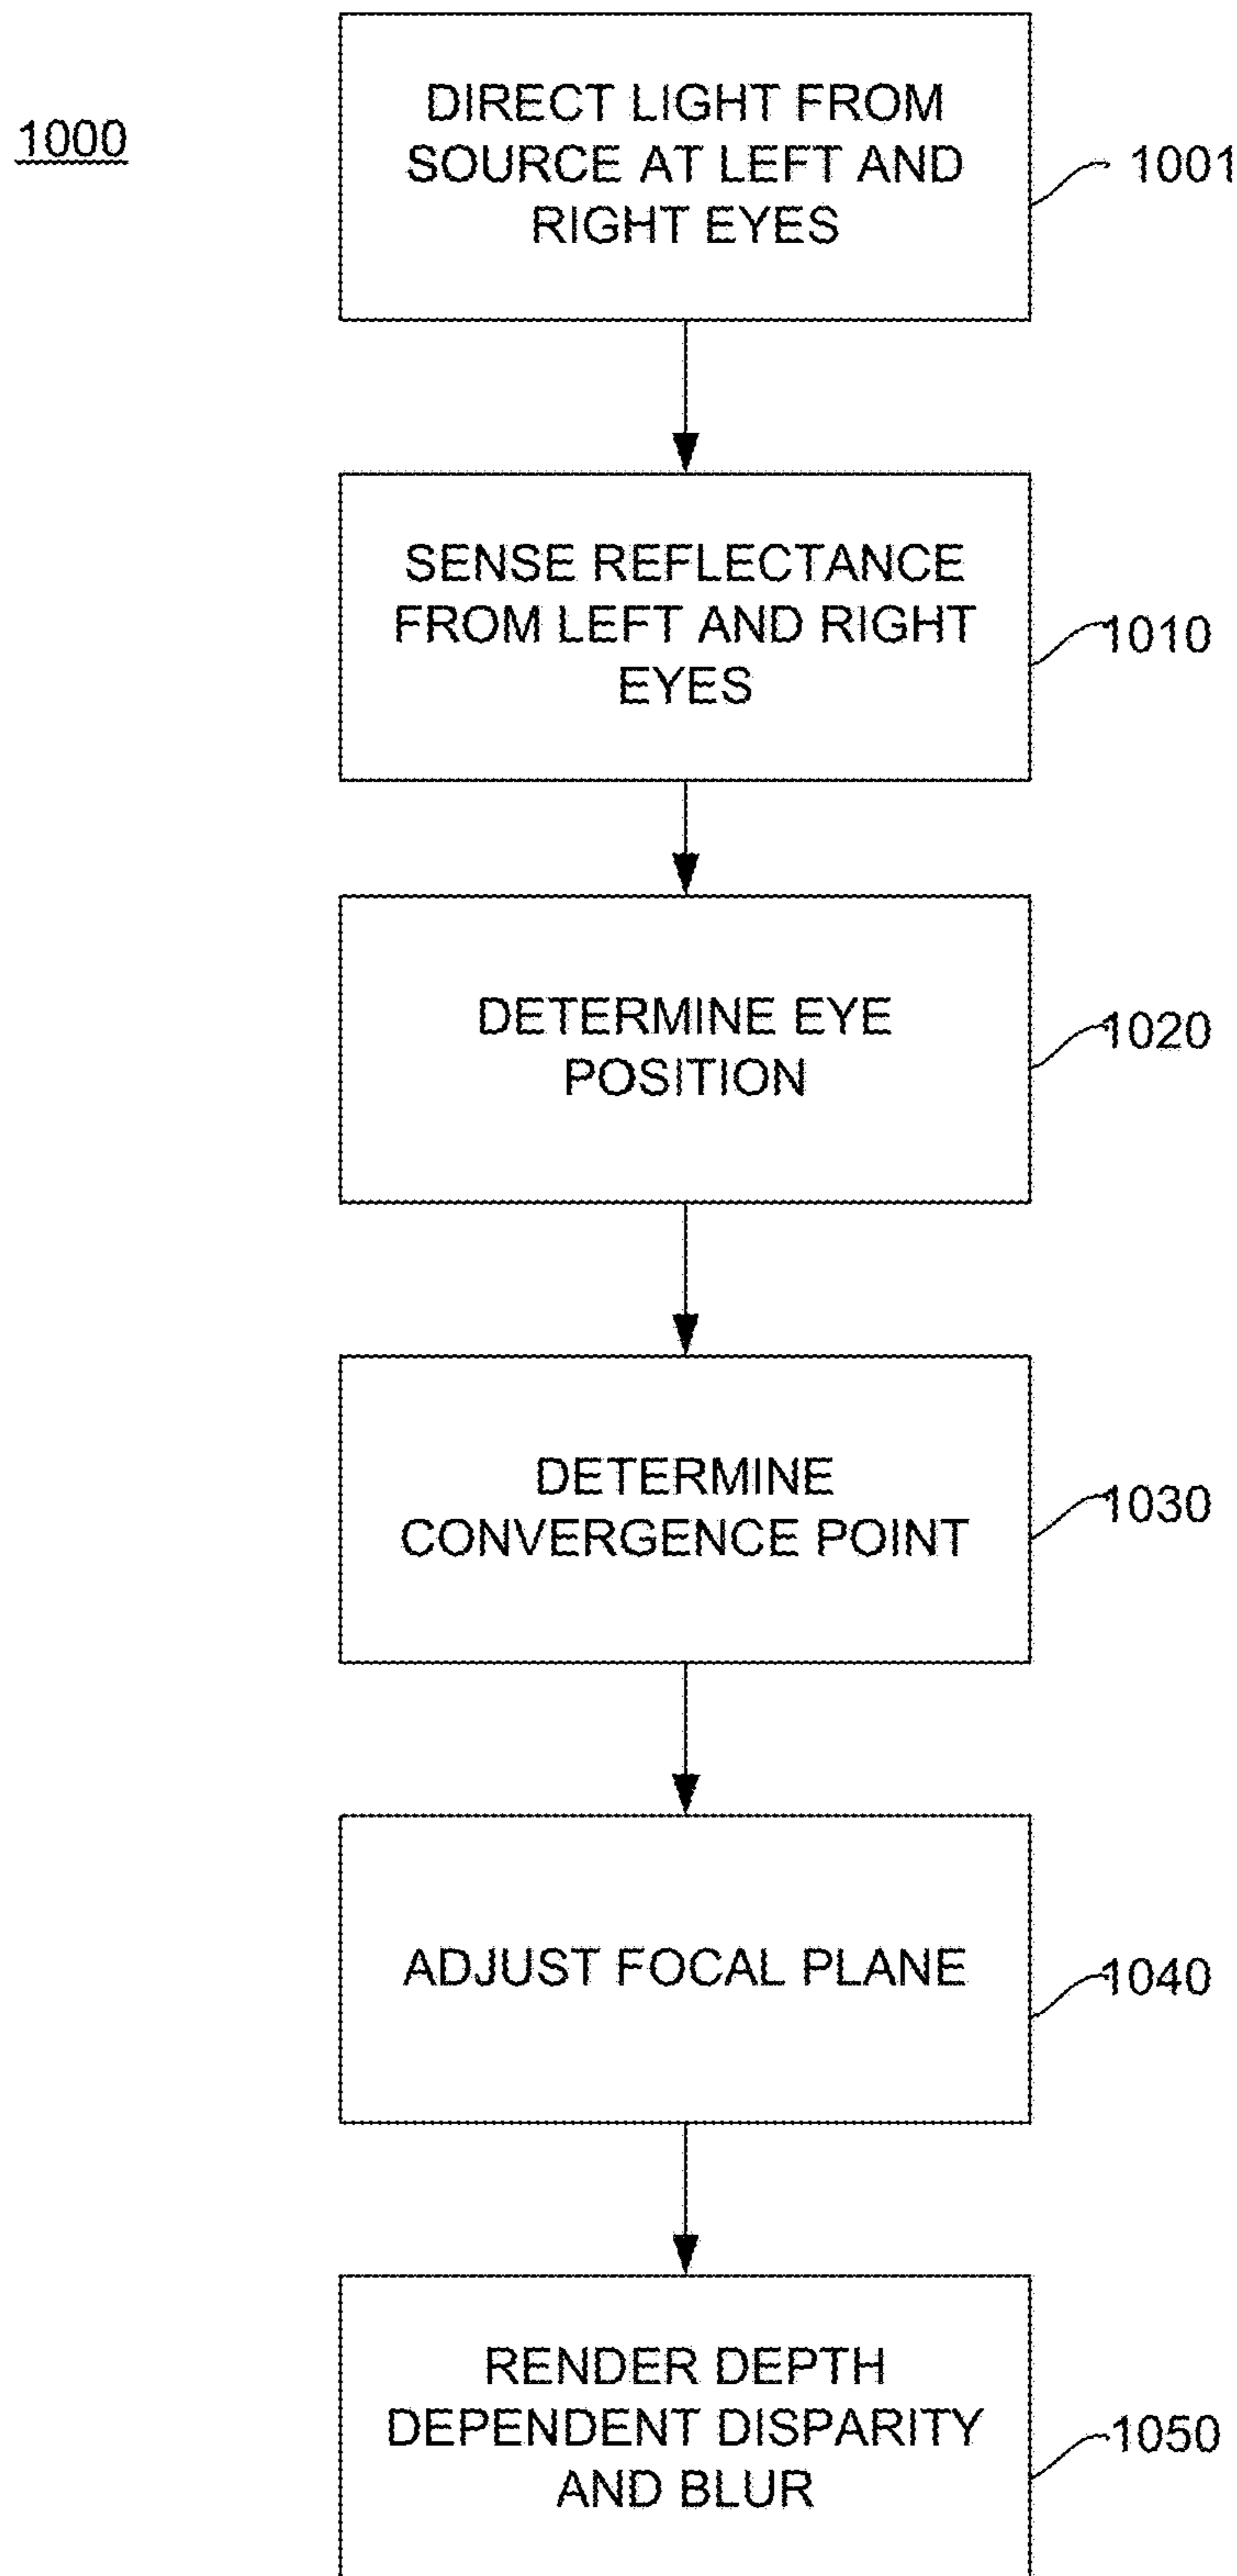 1000
DIRECT LIGHT FROM
SOURCE AT LEFT AND
RIGHT EYES
1001
SENSE REFLECTANCE
FROM LEFT AND RIGHT
EYES
1010
DETERMINE EYE
POSITION
1020
DETERMINE
CONVERGENCE POINT
1030
ADJUST FOCAL PLANE
1040
RENDER DEPTH
DEPENDENT DISPARITY
AND BLUR
1050